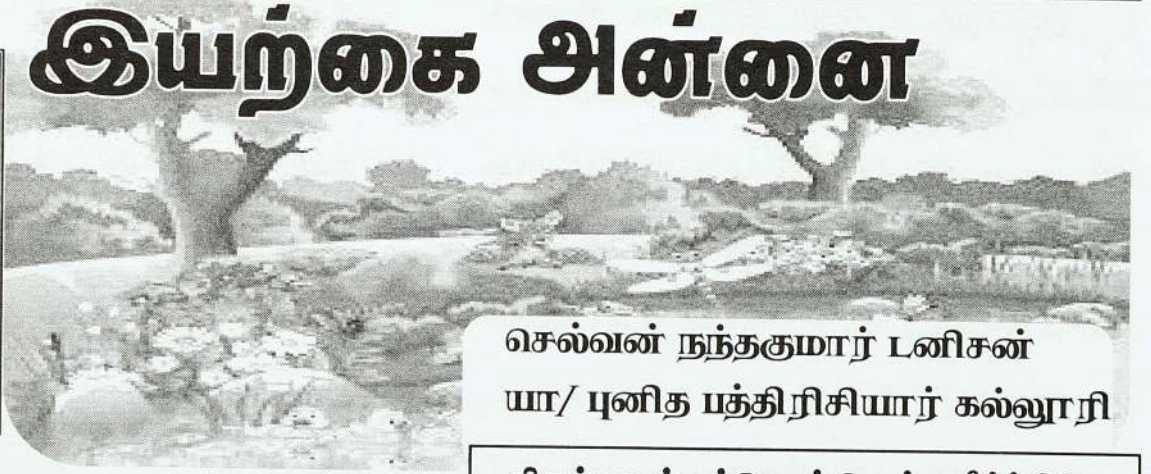 இயற்கை அன்னை
செல்வன் நந்தகுமார் டனிசன்
யா/ புனித பத்திரிசியார் கல்லூரி